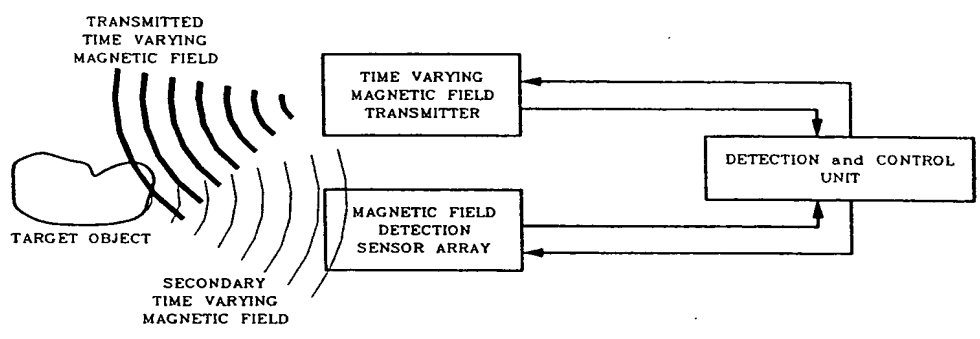 TRANSMITTED
TIME VARYING
MAGNETIC FIELD
TIME VARYING
MAGNETIC FIELD
TRANSMITTER
DETECTION and CONTROL
UNIT
MAGNETIC FIELD
DETECTION
SENSOR ARRAY
TARGET OBJECT
SECONDARY
TIME VARYING
MAGNETIC FIELD